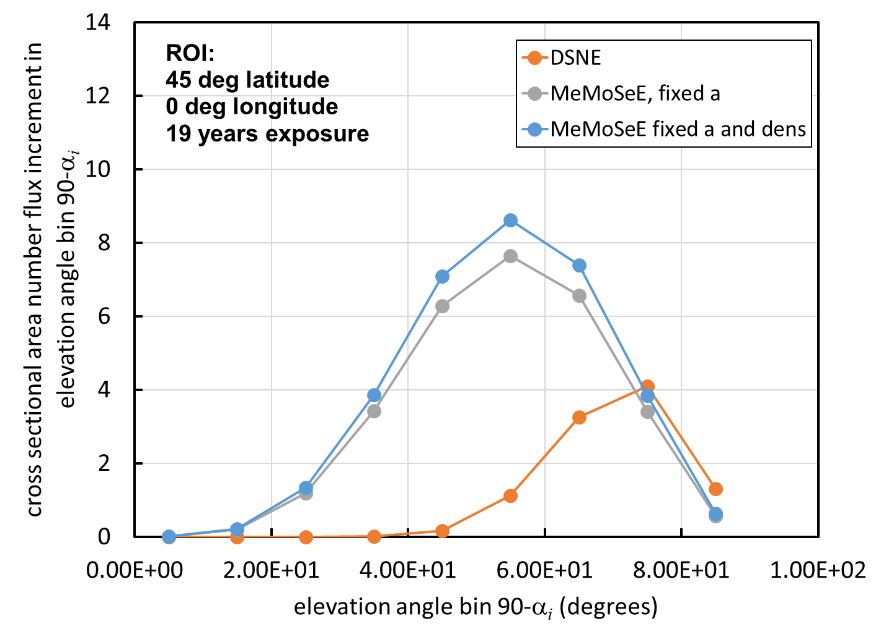 cross sectional area number flux increment in
elevation angle bin 90-αi
14
12
10
8
6
4
2
0
ROI:
45 deg latitude
0 deg longitude
19 years exposure
DSNE
MeMoSeE, fixed a
MeMoSeE fixed a and dens
0.00E+00 2.00E+01 4.00E+01 6.00E+01 8.00E+01 1.00E+02
elevation angle bin 90-αi (degrees)